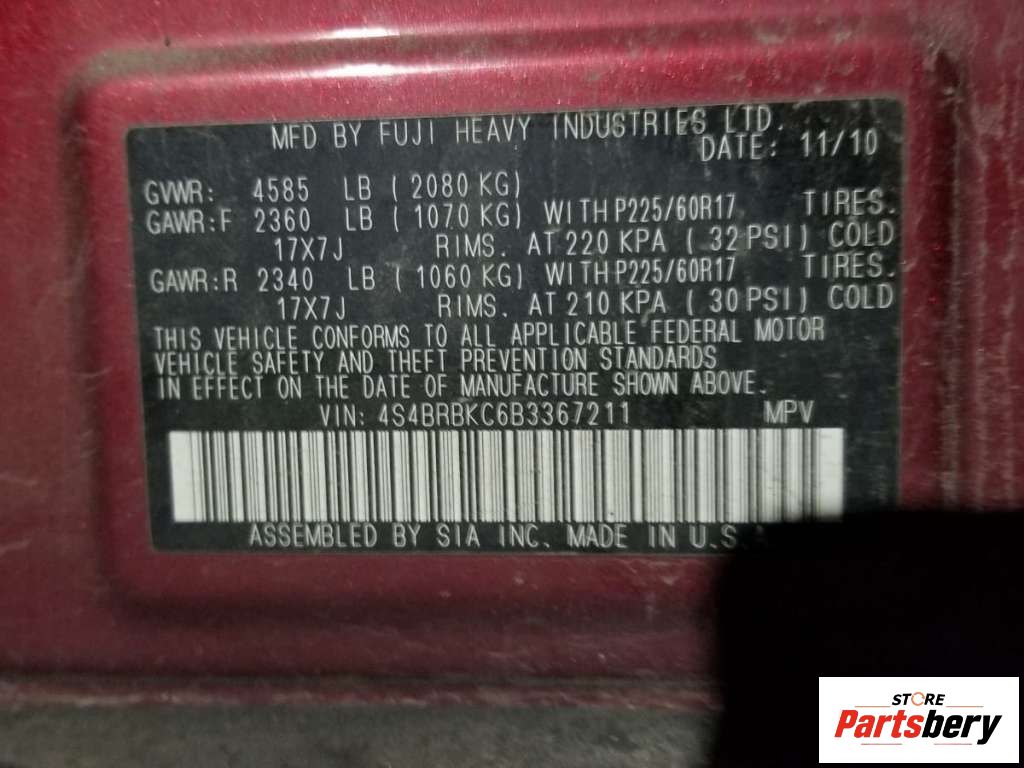 MFD BY FUJI HEAVY INDUSTRIES LTD.
DATE: 11/10
GVWR: 4585 LB (2080 KG)
GAWR:F 2360 LB (1070 KG) WITH P225/60R17 TIRES.
17X7J RIMS. AT 220 KPA (32 PSI) COLD
GAWR:R 2340 LB (1060 KG) WITH P225/60R17 TIRES.
17X7J RIMS. AT 210 KPA (30 PSI) COLD
THIS VEHICLE CONFORMS TO ALL APPLICABLE FEDERAL MOTOR
VEHICLE SAFETY AND THEFT PREVENTION STANDARDS
IN EFFECT ON THE DATE OF MANUFACTURE SHOWN ABOVE.
VIN: 4S4BRBKC6B3367211 MPV
ASSEMBLED BY SIA INC. MADE IN U.S
STORE
Partsbery